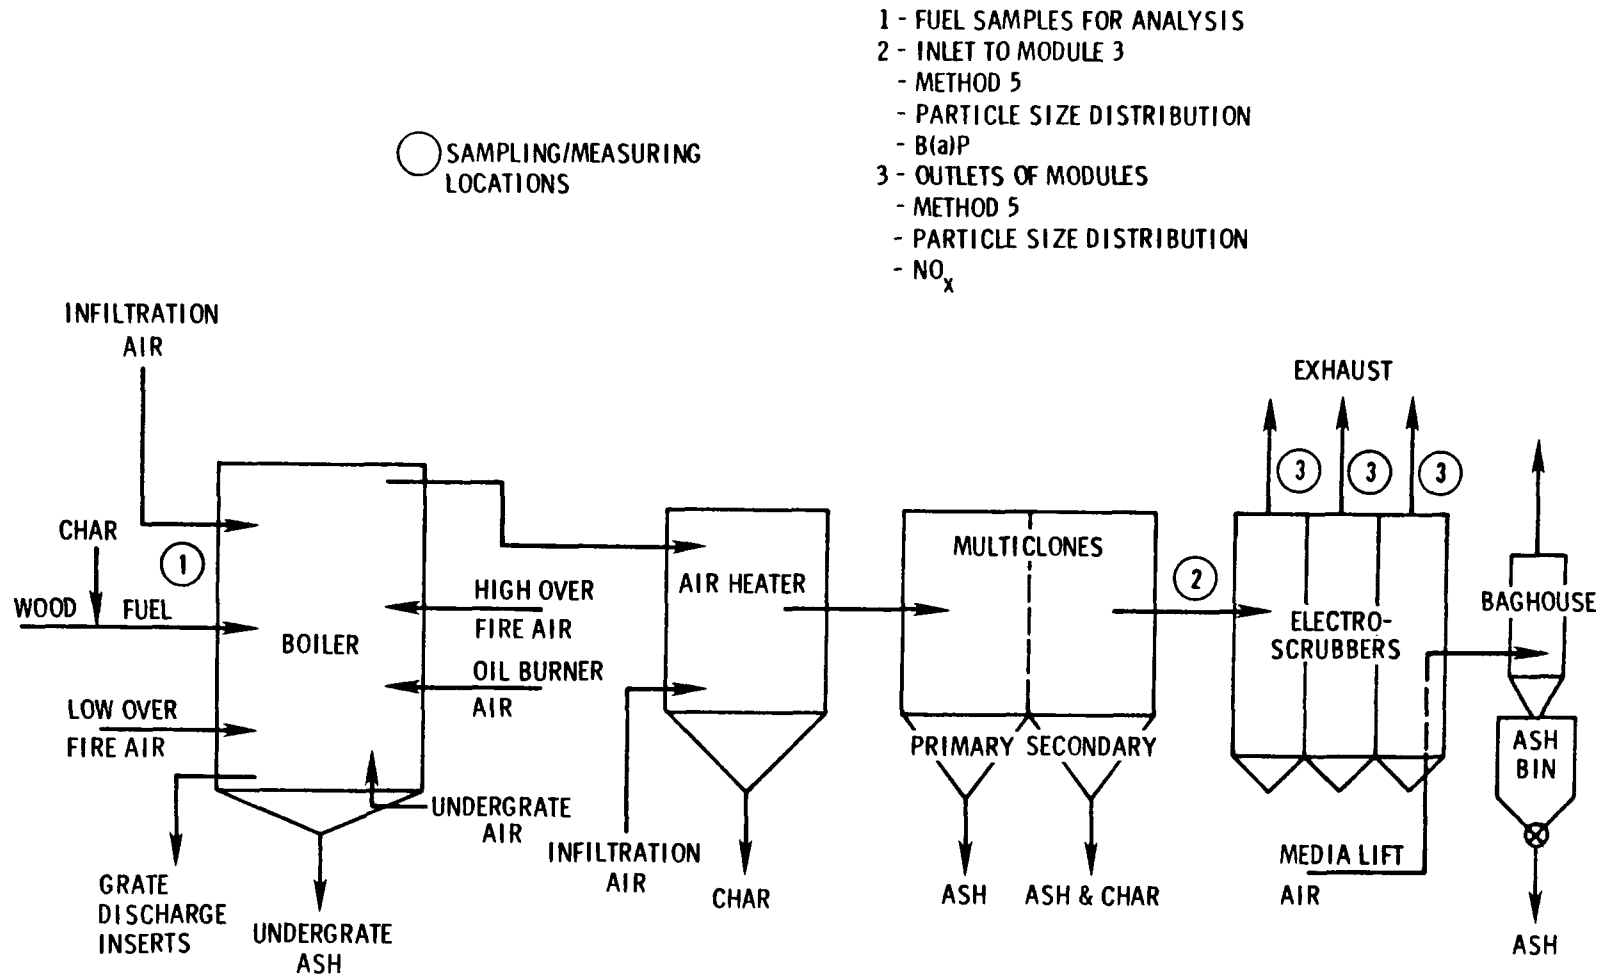 1 - FUEL SAMPLES FOR ANALYSIS
2 - INLET TO MODULE 3
- METHOD 5
- PARTICLE SIZE DISTRIBUTION
- B(a)P
3 - OUTLETS OF MODULES
- METHOD 5
- PARTICLE SIZE DISTRIBUTION
- NOx
SAMPLING/MEASURING
LOCATIONS
INFILTRATION
AIR
CHAR
1
WOOD FUEL
LOW OVER
FIRE AIR
GRATE
DISCHARGE
INSERTS
BOILER
UNDERGRATE
ASH
HIGH OVER
FIRE AIR
OIL BURNER
AIR
UNDERGRATE
AIR
INFILTRATION
AIR
AIR HEATER
CHAR
MULTICLONES
PRIMARY
SECONDARY
ASH
ASH & CHAR
2
EXHAUST
3
3
3
ELECTRO-
SCRUBBERS
MEDIA LIFT
AIR
BAGHOUSE
ASH
BIN
ASH